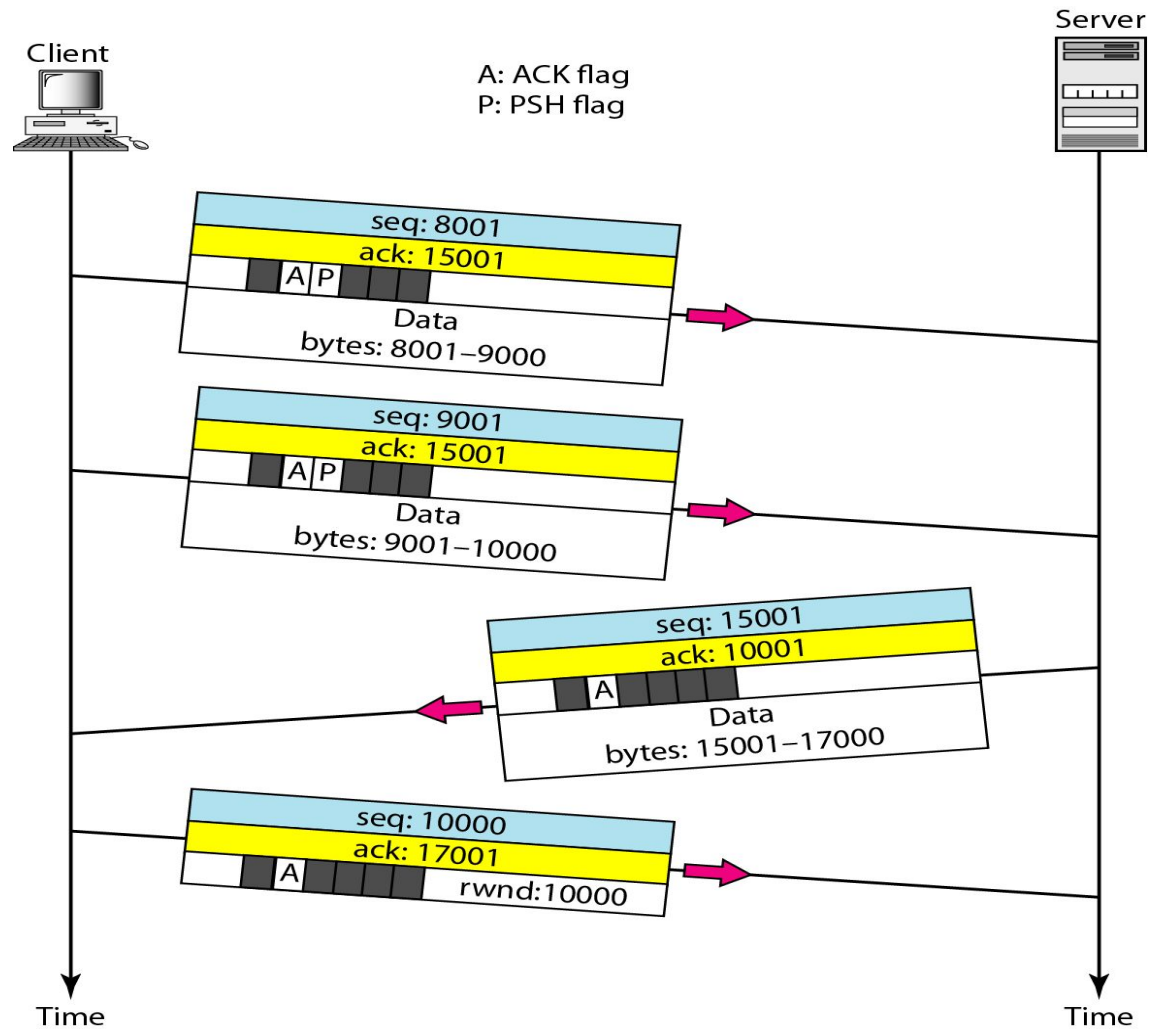 Server
Client
A: ACK flag
P: PSH flag
seq: 8001
ack: 15001
A P
Data
bytes: 8001–9000
seq: 9001
ack: 15001
A P
Data
bytes: 9001–10000
seq: 15001
ack: 10001
A
Data
bytes: 15001–17000
seq: 10000
ack: 17001
A rwnd:10000
Time
Time